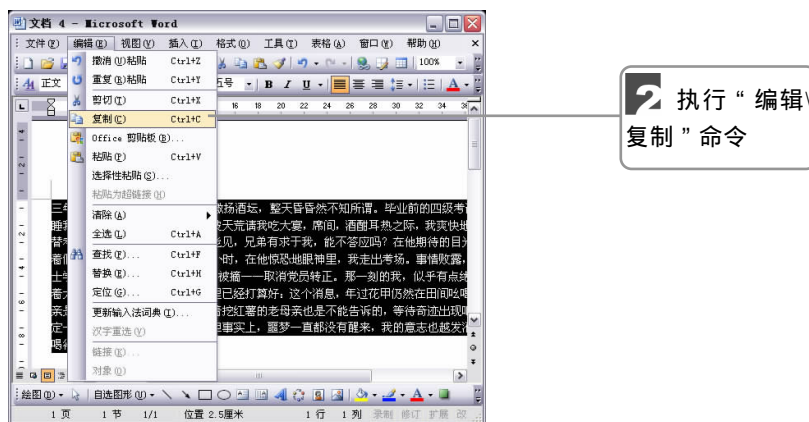 文档 4 - Microsoft Word
文件(F) 编辑(E) 视图(V) 插入(I) 格式(O) 工具(T) 表格(A) 窗口(W) 帮助(H) ×
100%
正文 五号 B I U A
撤消(U)粘贴 Ctrl+Z
重复(R)粘贴 Ctrl+Y
剪切(T) Ctrl+X
复制(C) Ctrl+C
Office 剪贴板(B)...
粘贴(P) Ctrl+V
选择性粘贴(S)...
粘贴为超链接(H)
清除(A)
全选(L) Ctrl+A
查找(F)... Ctrl+F
替换(R)... Ctrl+H
定位(G)... Ctrl+G
更新输入法词典(I)...
汉字重选(V)
链接(K)...
对象(O)
16 18 20 22 24 26 28 30 32 34 36
三年
扬酒坛，整天昏昏然不知所谓。毕业前的四级考
天荒请我吃大宴，席间，酒酣耳热之际，我爽快地
见，兄弟有求于我，能不答应吗？在他期待的目光
时，在他惊恐地眼神里，我走出考场。事情败露，
被摘——取消党员转正。那一刻的我，似乎有点丝
已经打算好：这个消息，年过花甲仍然在田间吆喝
挖红薯的老母亲也是不能告诉的，等待奇迹出现吧
事实上，噩梦一直都没有醒来，我的意志也越发消
绘图(D) 自选图形(U)
1 页 1 节 1/1 位置 2.5厘米 1 行 1 列 录制 修订 扩展 改
2 执行“编辑\
复制”命令